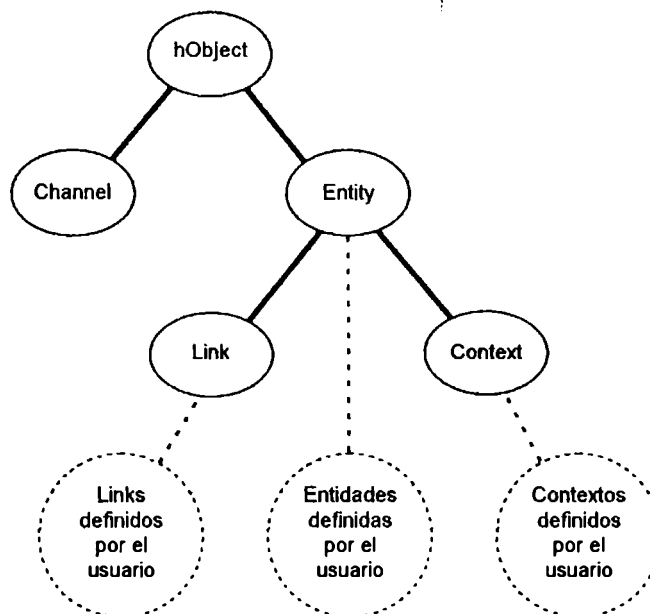 hObject
Channel
Entity
Link
Context
Links
definidos
por el
usuario
Entidades
definidas
por el
usuario
Contextos
definidos
por el
usuario